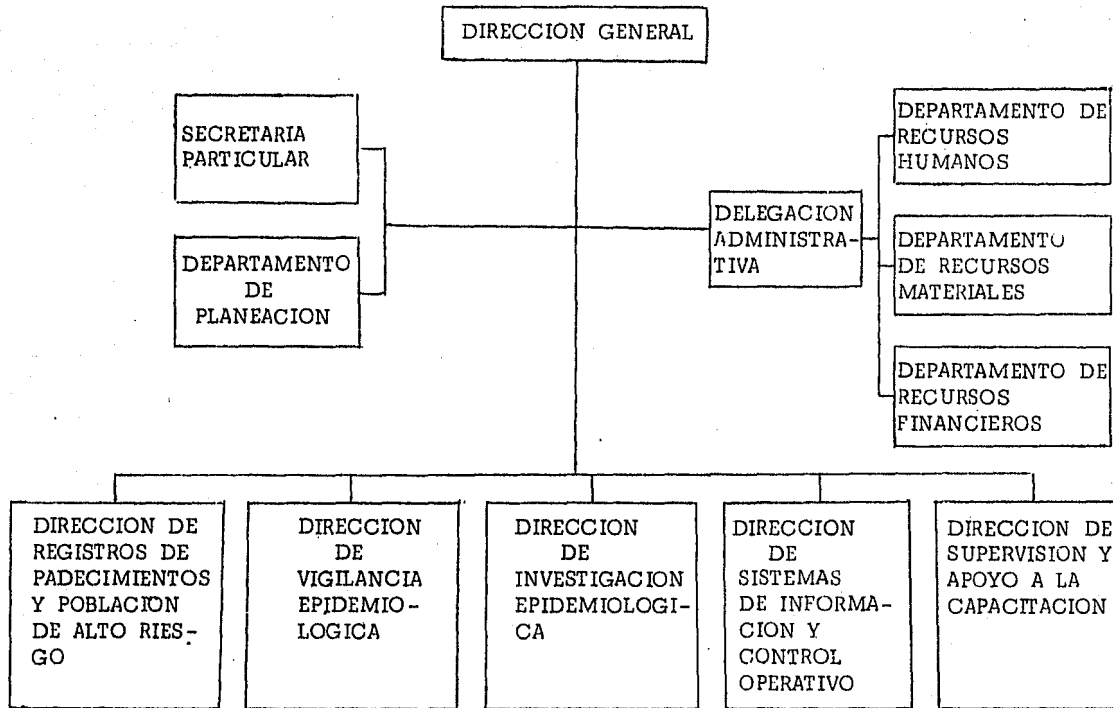 DIRECCION GENERAL
SECRETARIA
PARTICULAR
DEPARTAMENTO
DE
PLANEACION
DELEGACION
ADMINISTRA-
TIVA
DEPARTAMENTO DE
RECURSOS
HUMANOS
DEPARTAMENTO
DE RECURSOS
MATERIALES
DEPARTAMENTO DE
RECURSOS
FINANCIEROS
DIRECCION DE
REGISTROS DE
PADECIMIENTOS
Y POBLACION
DE ALTO RIES-
GO
DIRECCION
DE
VIGILANCIA
EPIDEMIO-
LOGICA
DIRECCION
DE
INVESTIGACION
EPIDEMIOLOGI-
CA
DIRECCION
DE
SISTEMAS
DE INFORMA-
CION Y
CONTROL
OPERATIVO
DIRECCION DE
SUPERVISION Y
APOYO A LA
CAPACITACION